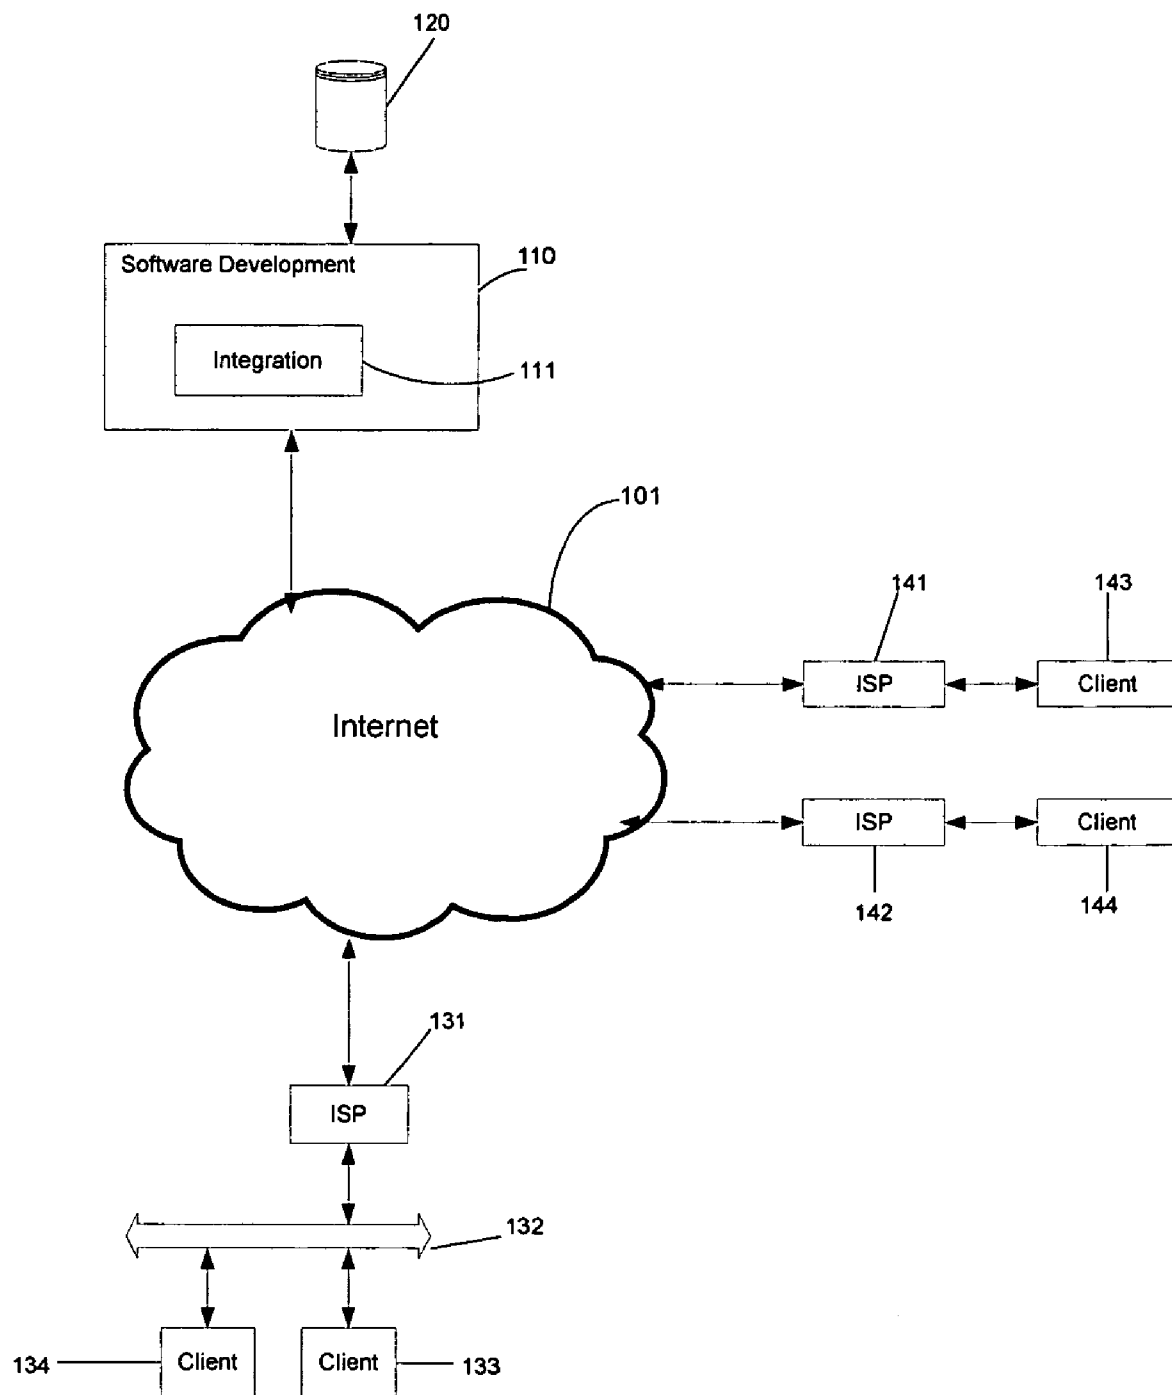 120
Software Development
110
Integration
111
101
141
143
ISP
Client
Internet
ISP
Client
142
144
131
ISP
132
134
Client
Client
133